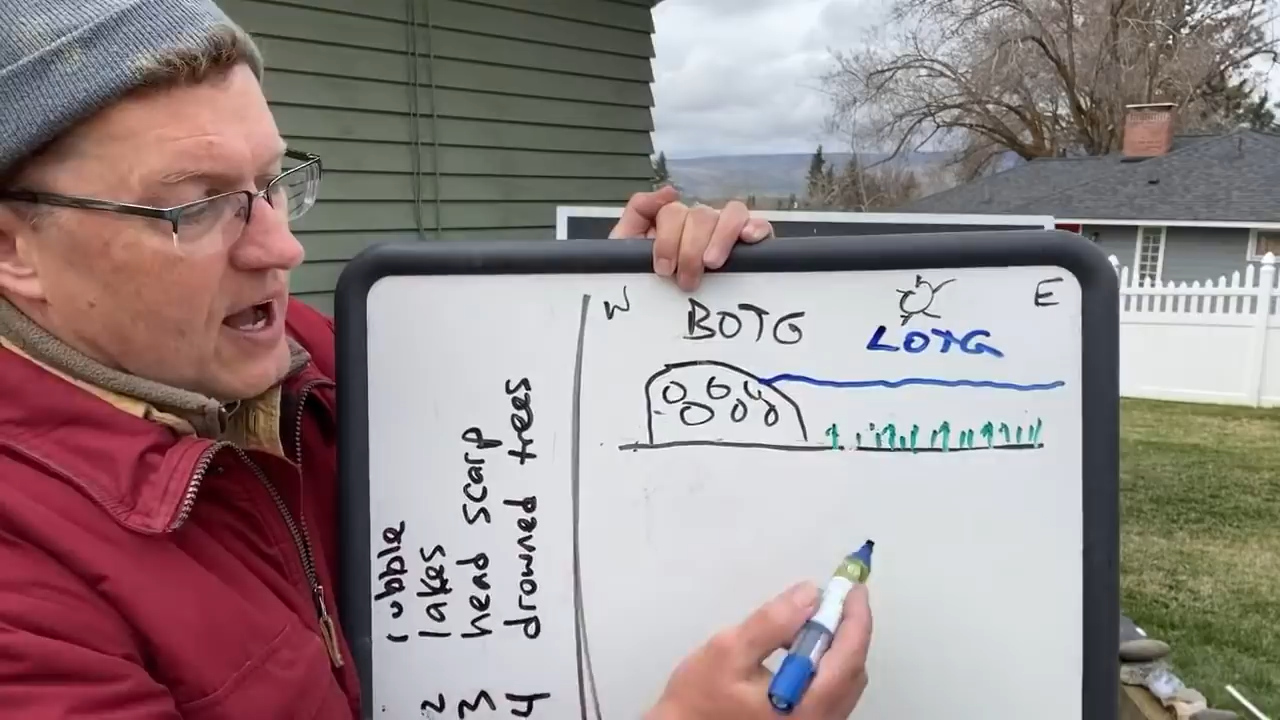 W BOTG E
LOTG
rubble
2 lakes
3 head scarp
4 drowned trees